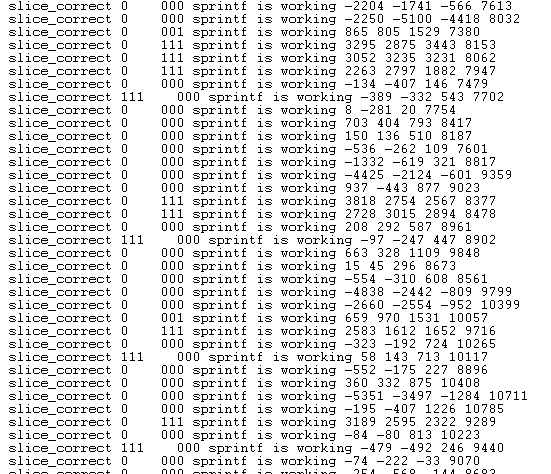 slice_correct 0 000 sprintf is working -2204 -1741 -566 7613
slice_correct 0 000 sprintf is working -2250 -5100 -4418 8032
slice_correct 0 001 sprintf is working 865 805 1529 7380
slice_correct 0 111 sprintf is working 3295 2875 3443 8153
slice_correct 0 111 sprintf is working 3052 3235 3231 8062
slice_correct 0 111 sprintf is working 2263 2797 1882 7947
slice_correct 0 000 sprintf is working -134 -407 146 7479
slice_correct 111 000 sprintf is working -389 -332 543 7702
slice_correct 0 000 sprintf is working 8 -281 20 7754
slice_correct 0 000 sprintf is working 703 404 793 8417
slice_correct 0 000 sprintf is working 150 136 510 8187
slice_correct 0 000 sprintf is working -536 -262 109 7601
slice_correct 0 000 sprintf is working -1332 -619 321 8817
slice_correct 0 000 sprintf is working -4425 -2124 -601 9359
slice_correct 0 000 sprintf is working 937 -443 877 9023
slice_correct 0 111 sprintf is working 3818 2754 2567 8377
slice_correct 0 111 sprintf is working 2728 3015 2894 8478
slice_correct 0 000 sprintf is working 208 292 587 8961
slice_correct 111 000 sprintf is working -97 -247 447 8902
slice_correct 0 000 sprintf is working 663 328 1109 9848
slice_correct 0 000 sprintf is working 15 45 296 8673
slice_correct 0 000 sprintf is working -554 -310 608 8561
slice_correct 0 000 sprintf is working -4838 -2442 -809 9799
slice_correct 0 000 sprintf is working -2660 -2554 -952 10399
slice_correct 0 001 sprintf is working 659 970 1531 10057
slice_correct 0 111 sprintf is working 2583 1612 1652 9716
slice_correct 0 000 sprintf is working -323 -192 724 10265
slice_correct 111 000 sprintf is working 58 143 713 10117
slice_correct 0 000 sprintf is working -552 -175 227 8896
slice_correct 0 000 sprintf is working 360 332 875 10408
slice_correct 0 000 sprintf is working -5351 -3497 -1284 10711
slice_correct 0 000 sprintf is working -195 -407 1226 10785
slice_correct 0 111 sprintf is working 3189 2595 2322 9289
slice_correct 0 000 sprintf is working -84 -80 813 10223
slice_correct 111 000 sprintf is working -479 -492 246 9440
slice_correct 0 000 sprintf is working -74 -222 -33 9070
slice_correct 0 000 sprintf is working